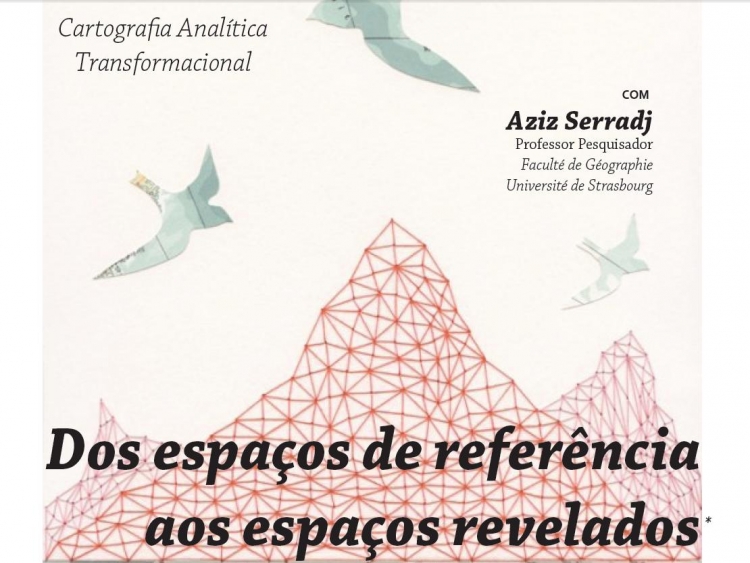 Cartografia Analítica
Transformacional
COM
Aziz Serradj
Professor Pesquisador
Faculté de Géographie
Université de Strasbourg
Dos espaços de referência
aos espaços revelados*